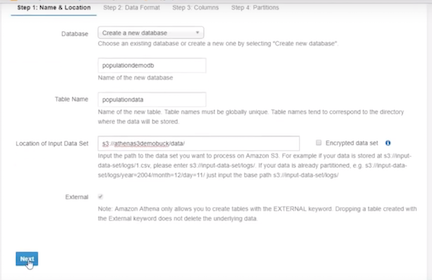 Step 1: Name & Location Step 2: Data Format Step 3: Columns Step 4: Partitions
Database
Create a new database
Choose an existing database or create a new one by selecting "Create new database"
populationdemodb
Name of the new database
Table Name
populationdata
Name of the new table. Table names must be globally unique. Table names tend to correspond to the directory
where the data will be stored.
Location of Input Data Set
s3://athenas3demobuck/data/
Encrypted data set
Input the path to the data set you want to process on Amazon S3. For example if your data is stored at s3://input-
data-set/logs/1.csv, please enter s3://input-data-set/logs/. If your data is already partitioned, e.g. s3://input-data-
set/logs/year=2004/month=12/day=11/ just input the base path s3://input-data-set/logs/
External
Note: Amazon Athena only allows you to create tables with the EXTERNAL keyword. Dropping a table created with
the External keyword does not delete the underlying data.
Next